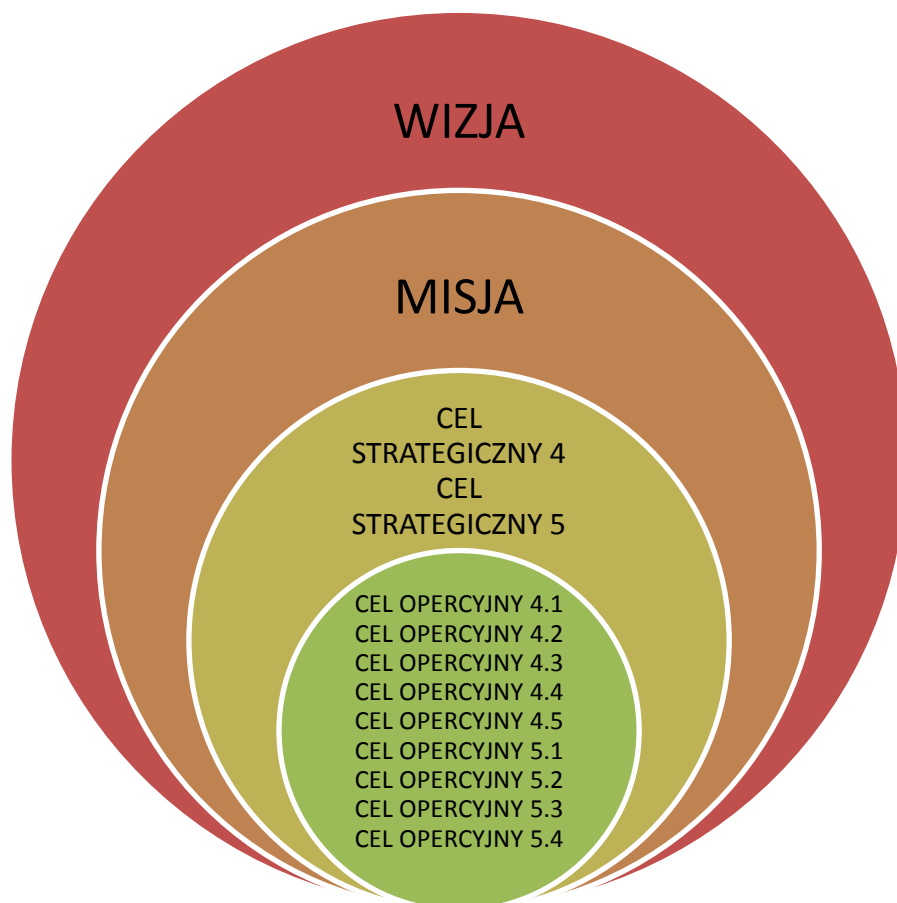 WIZJA
MISJA
CEL
STRATEGICZNY 4
CEL
STRATEGICZNY 5
CEL OPERCYJNY 4.1
CEL OPERCYJNY 4.2
CEL OPERCYJNY 4.3
CEL OPERCYJNY 4.4
CEL OPERCYJNY 4.5
CEL OPERCYJNY 5.1
CEL OPERCYJNY 5.2
CEL OPERCYJNY 5.3
CEL OPERCYJNY 5.4